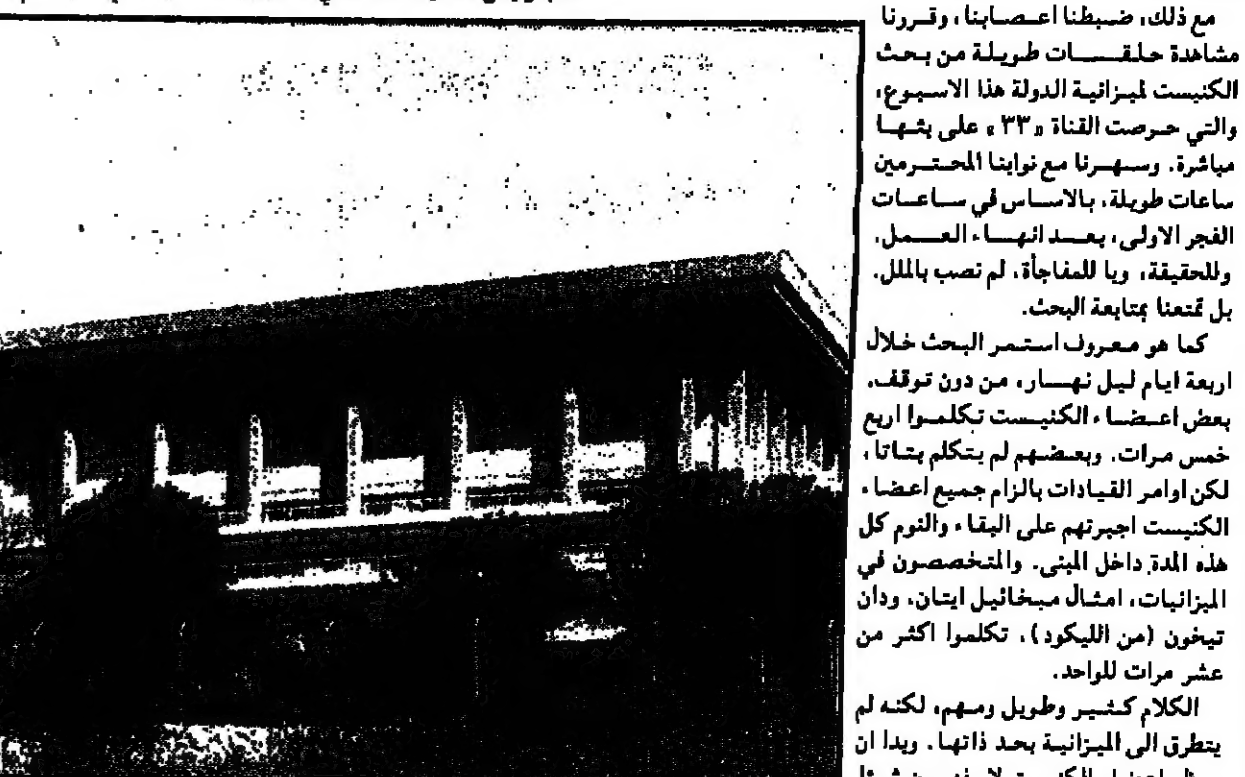 مع ذلك، ضبطنا اعصابنا، وقررنا
مشاهدة حلقات طويلة من بحث
الكنيست لميزانية الدولة هذا الاسبوع،
والتي حرصت القناة «٣٣» على بثها
مباشرة. وسهرنا مع نوابنا المحترمين
ساعات طويلة، بالاساس في ساعات
الفجر الاولى، بعد انهاء العمل.
وللحقيقة، ويا للمفاجأة، لم نصب بالملل.
بل تمتعنا بمتابعة البحث.
كما هو معروف استمر البحث خلال
اربعة ايام ليل نهار، من دون توقف.
بعض اعضاء الكنيست تكلموا اربع
خمس مرات. وبعضهم لم يتكلم بتاتا،
لكن اوامر القيادات بالزام جميع اعضاء
الكنيست اجبرتهم على البقاء والنوم كل
هذه المدة داخل المبنى. والمتخصصون في
الميزانيات، امثال ميخائيل ايتان، ودان
تيخون (من الليكود)، تكلموا اكثر من
عشر مرات للواحد.
الكلام كثير وطويل ومهم، لكنه لم
يتطرق الى الميزانية بحد ذاتها. وبدا ان